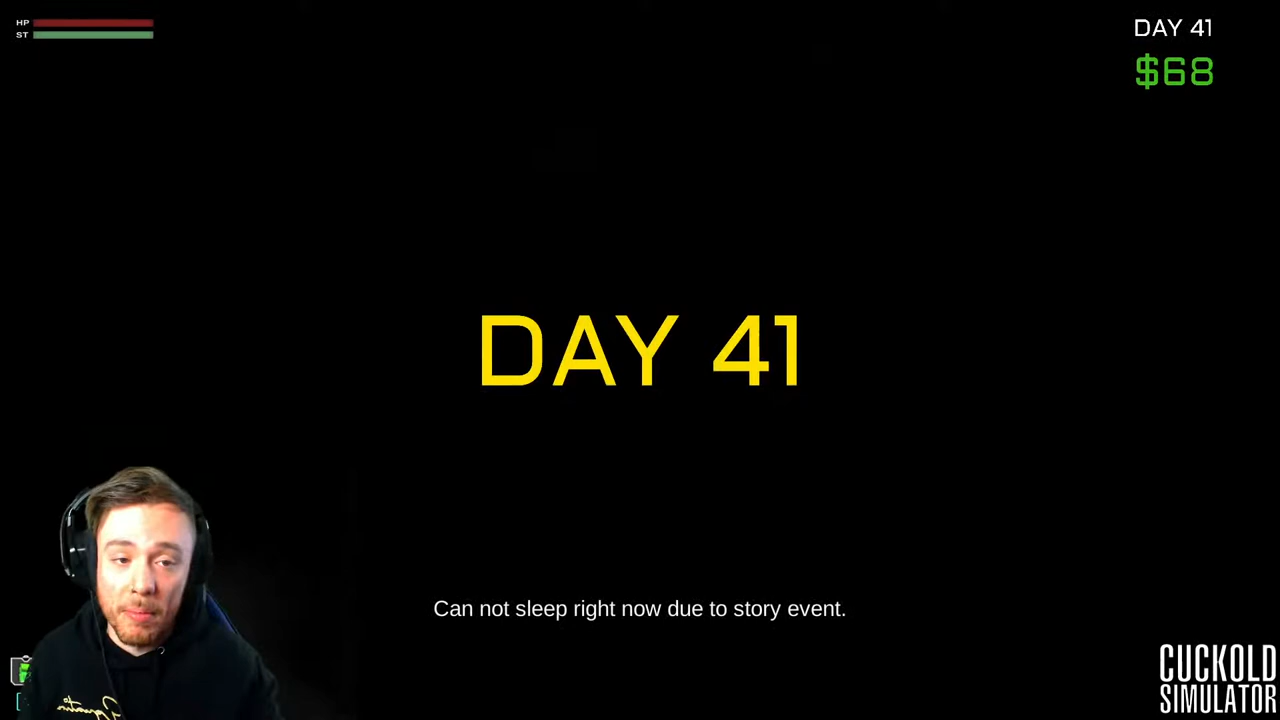 HP
ST
DAY 41
$68
DAY 41
Can not sleep right now due to story event.
CUCKOLD
SIMULATOR